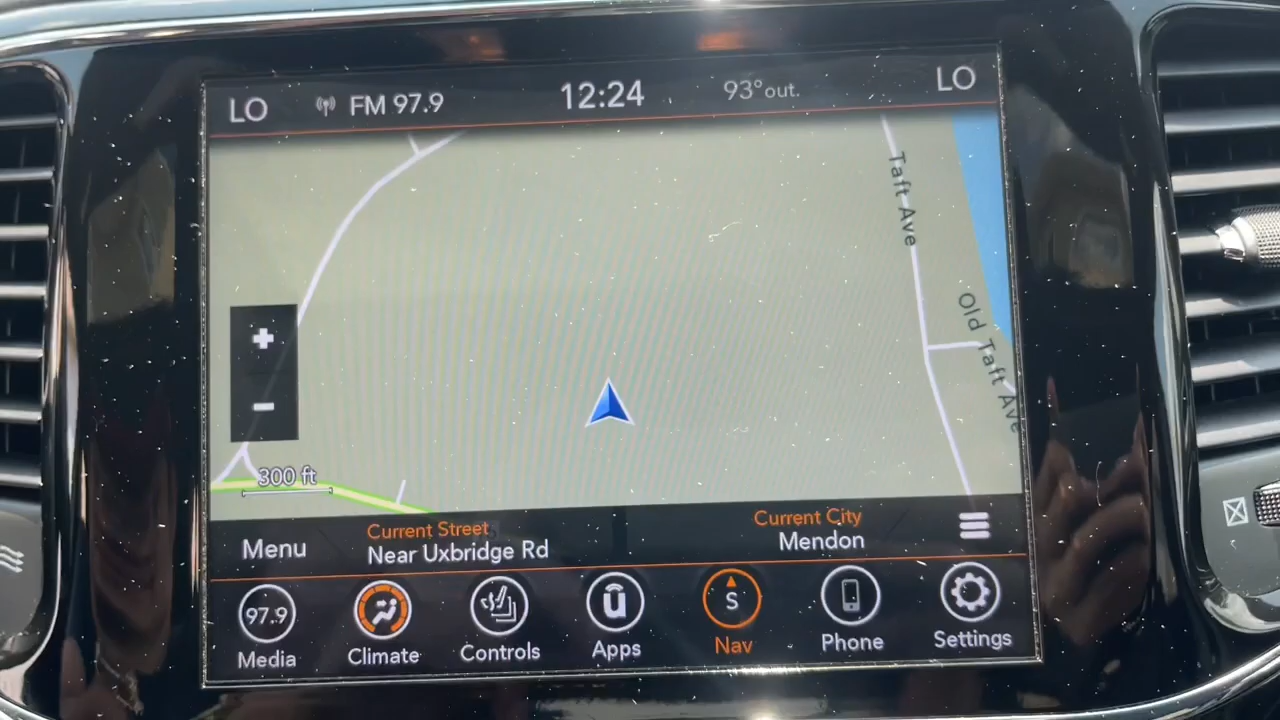 LO FM 97.9 12:24 93°out. LO
Taft Ave
Old Taft Ave
+
-
300 ft
Menu
Current Street
Near Uxbridge Rd
Current City
Mendon
97.9
Media
Climate
Controls
u
Apps
S
Nav
Phone
Settings